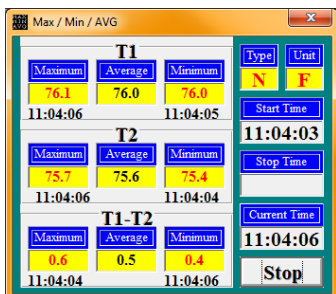 Max / Min / AVG
T1
Maximum Average Minimum
76.1 76.0 76.0
11:04:06 11:04:05
T2
Maximum Average Minimum
75.7 75.6 75.4
11:04:06 11:04:04
T1-T2
Maximum Average Minimum
0.6 0.5 0.4
11:04:04 11:04:06
Type Unit
N F
Start Time
11:04:03
Stop Time
Current Time
11:04:06
Stop